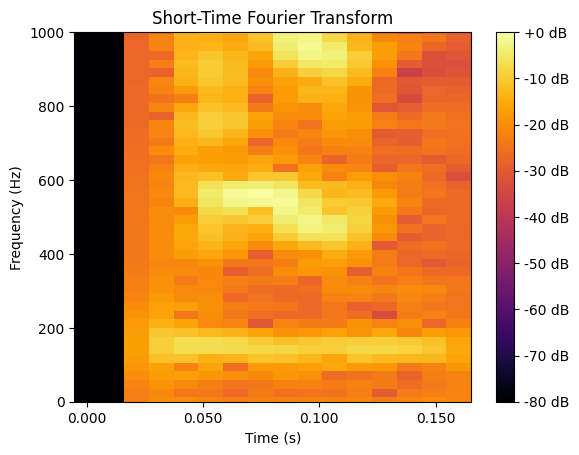 Short-Time Fourier Transform
1000
800
600
400
200
0
Frequency (Hz)
0.000
0.050
0.100
0.150
Time (s)
+0 dB
-10 dB
-20 dB
-30 dB
-40 dB
-50 dB
-60 dB
-70 dB
-80 dB